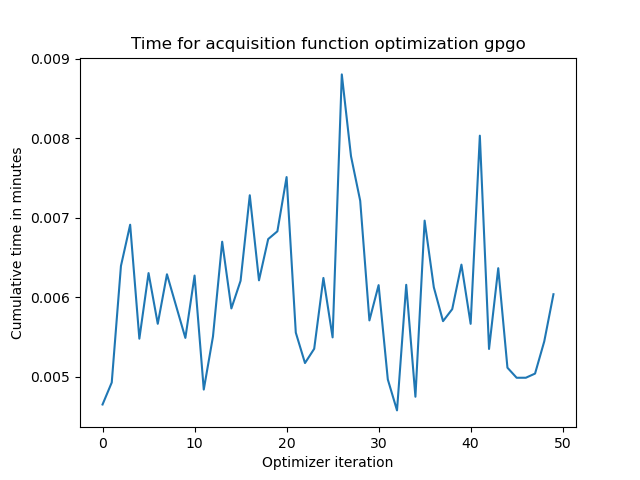 Time for acquisition function optimization gpgo
0.009
0.008
0.007
0.006
0.005
Cumulative time in minutes
0 10 20 30 40 50
Optimizer iteration